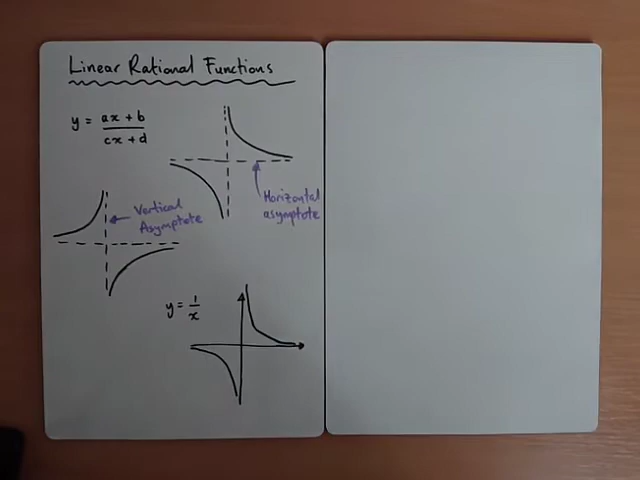 Linear Rational Functions
y = ax + b / cx + d
Horizontal
asymptote
Vertical
Asymptote
y = 1/x